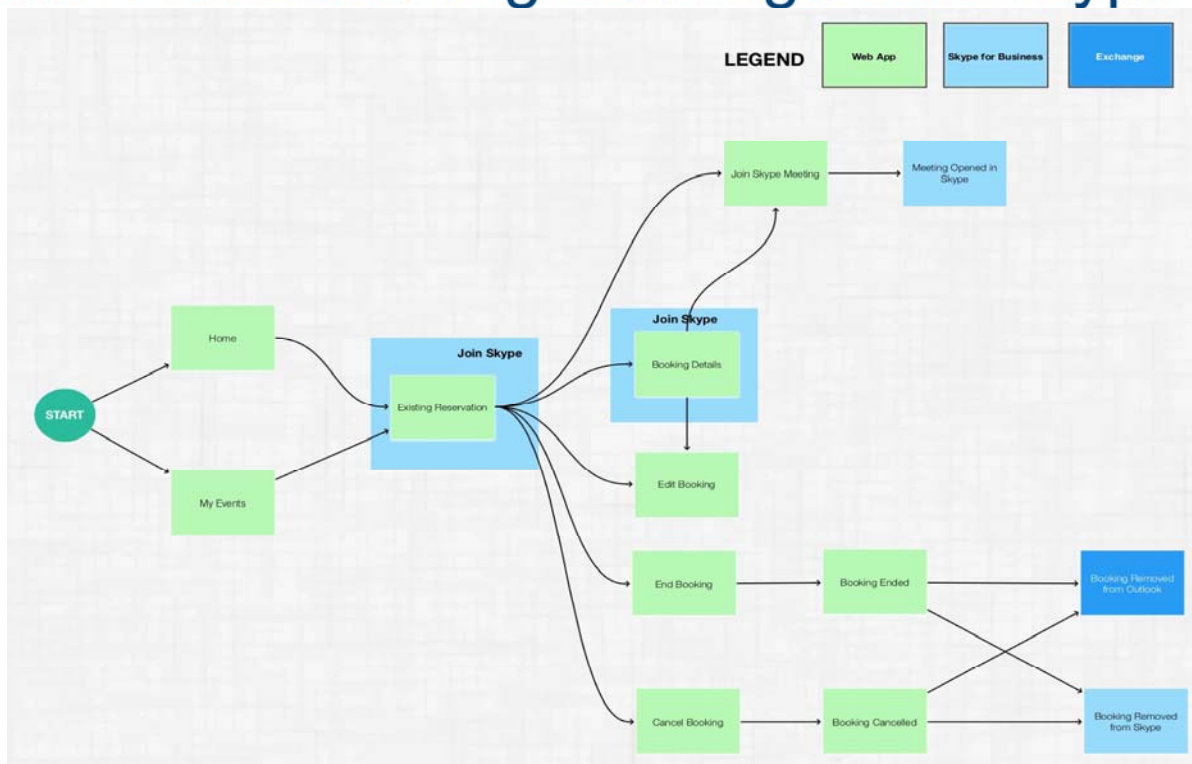 LEGEND
Web App
Skype for Business
Exchange
Join Skype Meeting
Meeting Opened in
Skype
Home
Join Skype
Booking Details
Join Skype
Existing Reservation
START
My Events
Edit Booking
End Booking
Booking Ended
Booking Removed
from Outlook
Cancel Booking
Booking Cancelled
Booking Removed
from Skype